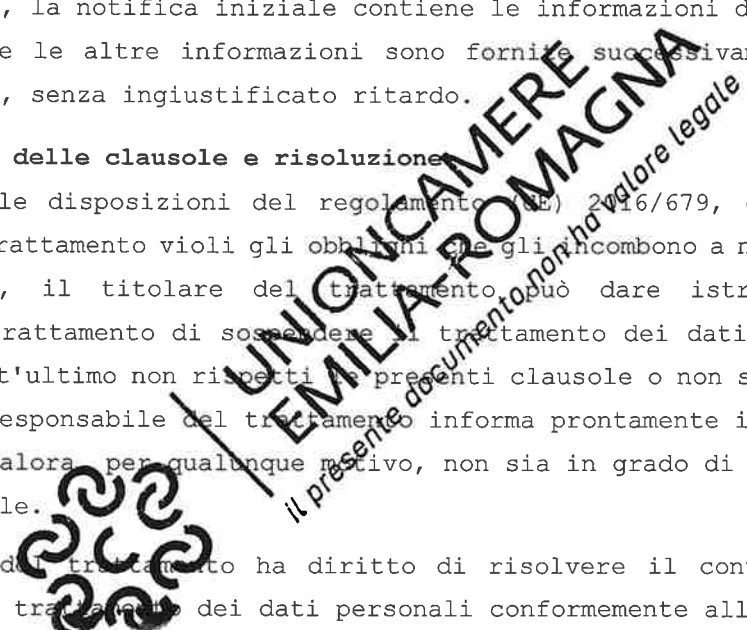 , la notifica iniziale contiene le informazioni d
e le altre informazioni sono fornite successivam
, senza ingiustificato ritardo.
delle clausole e risoluzione
le disposizioni del regolamento (UE) 2016/679,
rattamento violi gli obblighi che gli incombono a n
, il titolare del trattamento può dare istr
rattamento di sospendere il trattamento dei dati
t'ultimo non rispetti le presenti clausole o non s
esponsabile del trattamento informa prontamente i
alora, per qualunque motivo, non sia in grado di
le.
del trattamento ha diritto di risolvere il con
trattamento dei dati personali conformemente all
UNIONCAMERE
EMILIA-ROMAGNA
il presente documento non ha valore legale